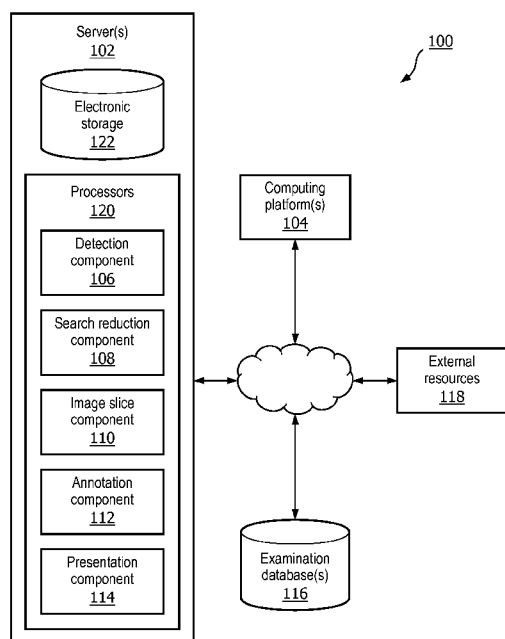 Server(s)
102
Electronic
storage
122
Processors
120
Detection
component
106
Search reduction
component
108
Image slice
component
110
Annotation
component
112
Presentation
component
114
100
Computing
platform(s)
104
External
resources
118
Examination
database(s)
116